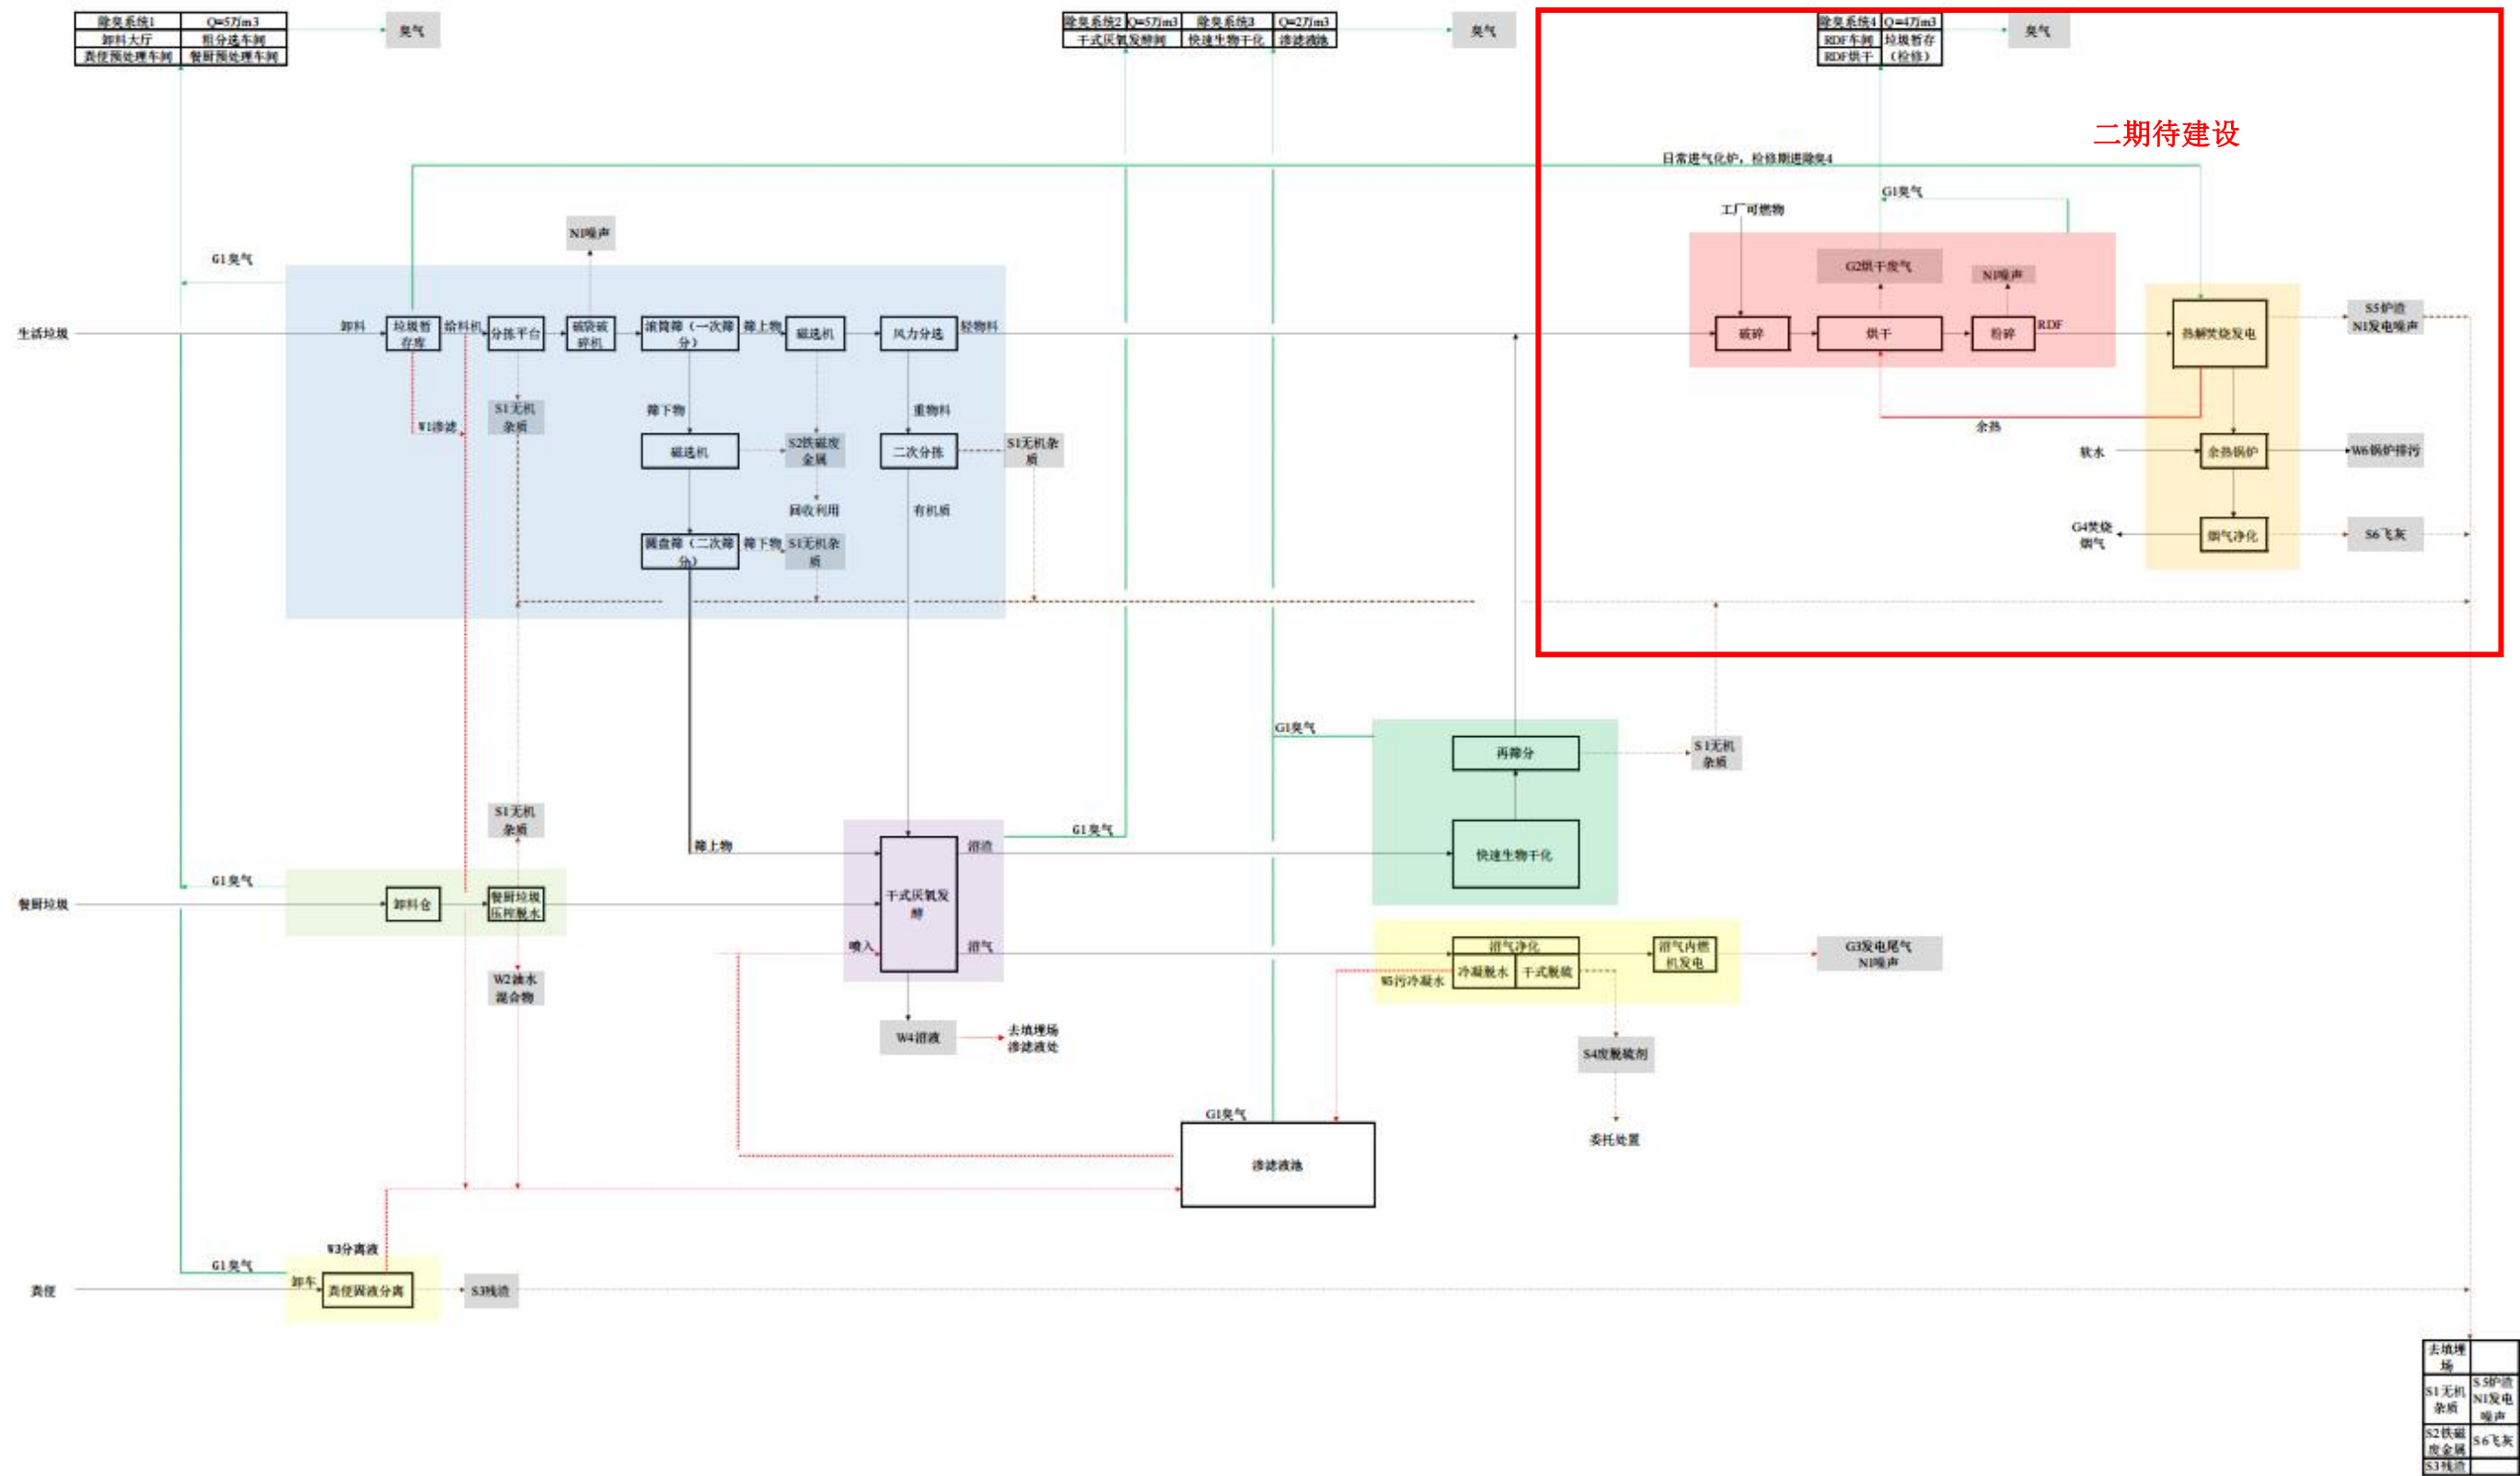 除臭系统1 Q=5万m3
卸料大厅 粗分选车间
粪便预处理车间 餐厨预处理车间
臭气
除臭系统2 Q=5万m3 除臭系统3 Q=2万m3
干式厌氧发酵间 快速生物干化 渗滤液池
臭气
除臭系统4 Q=4万m3
RDF车间 垃圾暂存
RDF烘干 （检修）
臭气
二期待建设
日常进气化炉，检修期进除臭4
G1臭气
工厂可燃物
N1噪声
G1臭气
G2烘干废气
N1噪声
生活垃圾
卸料
垃圾暂
存库
给料机
分拣平台
破袋破
碎机
滚筒筛（一次筛
分）
筛上物
磁选机
风力分选
轻物料
破碎
烘干
粉碎
RDF
热解焚烧发电
S5炉渣
N1发电噪声
W1渗滤
S1无机
杂质
筛下物
重物料
余热
磁选机
S2铁磁废
金属
二次分拣
S1无机杂
质
软水
余热锅炉
W6锅炉排污
回收利用
有机质
圆盘筛（二次筛
分）
筛下物
S1无机杂
质
G4焚烧
烟气
烟气净化
S6飞灰
G1臭气
再筛分
S1无机
杂质
S1无机
杂质
筛上物
沼渣
G1臭气
快速生物干化
G1臭气
餐厨垃圾
卸料仓
餐厨垃圾
压榨脱水
干式厌氧发
酵
喷入
沼气
沼气净化
冷凝脱水 干式脱硫
沼气内燃
机发电
G3发电尾气
N1噪声
W5污冷凝水
W2油水
混合物
W4沼液
去填埋场
渗滤液处
S4废脱硫剂
委托处置
G1臭气
渗滤液池
W3分离液
G1臭气
粪便
卸车
粪便固液分离
S3残渣
去填埋
场
S1无机
杂质
S5炉渣
N1发电
噪声
S2铁磁
废金属
S6飞灰
S3残渣